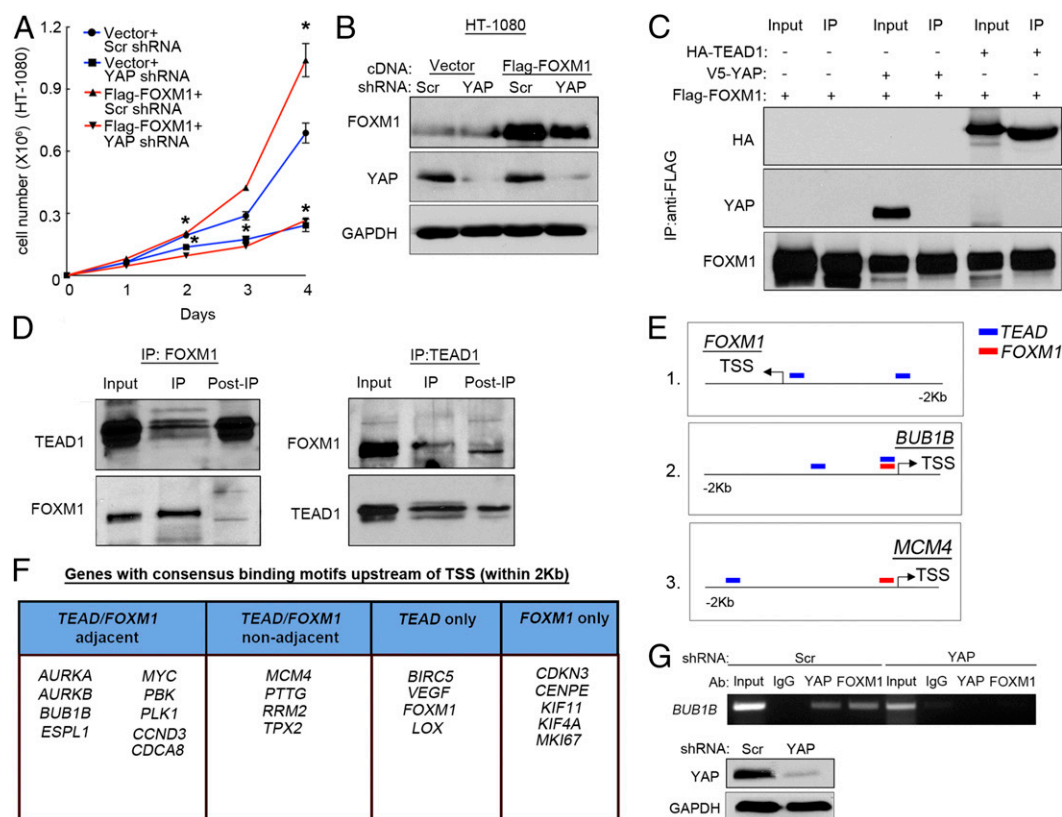 A
cell number (X10⁶) (HT-1080)
1.2
0.9
0.6
0.3
0
0 1 2 3 4
Days
Vector+
Scr shRNA
Vector+
YAP shRNA
Flag-FOXM1+
Scr shRNA
Flag-FOXM1+
YAP shRNA
*
*
*
*
*
B
HT-1080
cDNA: Vector Flag-FOXM1
shRNA: Scr YAP Scr YAP
FOXM1
YAP
GAPDH
C
Input IP Input IP Input IP
HA-TEAD1: - - - - + +
V5-YAP: - - + + - -
Flag-FOXM1: + + + + + +
IP:anti-FLAG
HA
YAP
FOXM1
D
IP: FOXM1
Input IP Post-IP
TEAD1
FOXM1
IP:TEAD1
Input IP Post-IP
FOXM1
TEAD1
E
TEAD
FOXM1
1.
FOXM1
TSS
-2Kb
2.
BUB1B
TSS
-2Kb
3.
MCM4
TSS
-2Kb
F
Genes with consensus binding motifs upstream of TSS (within 2Kb)
TEAD/FOXM1 adjacent
TEAD/FOXM1 non-adjacent
TEAD only
FOXM1 only
AURKA MYC MCM4 BIRC5 CDKN3
AURKB PBK PTTG VEGF CENPE
BUB1B PLK1 RRM2 FOXM1 KIF11
ESPL1 CCND3 TPX2 LOX KIF4A
CDCA8 MKI67
G
shRNA: Scr YAP
Ab: Input IgG YAP FOXM1 Input IgG YAP FOXM1
BUB1B
shRNA: Scr YAP
YAP
GAPDH